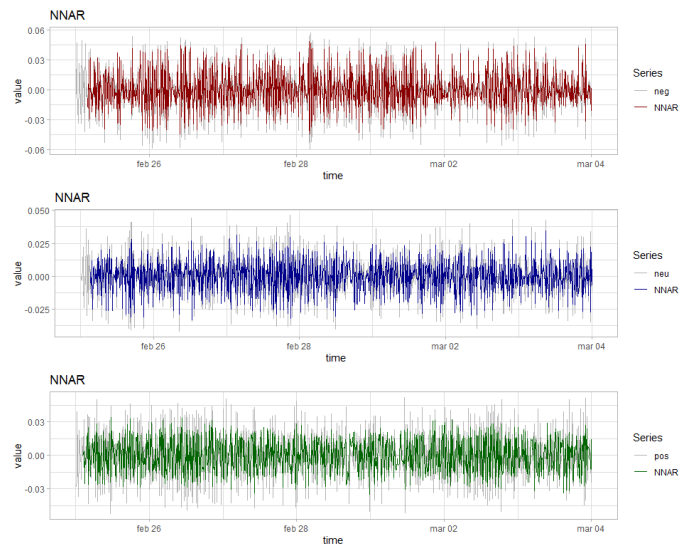 NNAR
0.06
0.03
0.00
-0.03
-0.06
value
feb 26
feb 28
mar 02
mar 04
time
Series
neg
NNAR
NNAR
0.050
0.025
0.00
-0.025
value
feb 26
feb 28
mar 02
mar 04
time
Series
neu
NNAR
NNAR
0.03
0.00
-0.03
value
feb 26
feb 28
mar 02
mar 04
time
Series
pos
NNAR